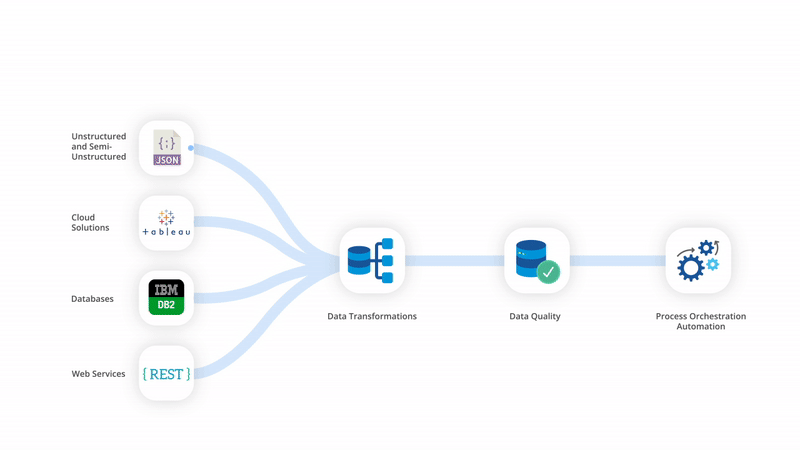 Unstructured
and Semi-
Unstructured
{;}
JSON
Cloud
Solutions
+ableau
Databases
IBM
DB2
Web Services
{ REST }
Data Transformations
Data Quality
Process Orchestration
Automation